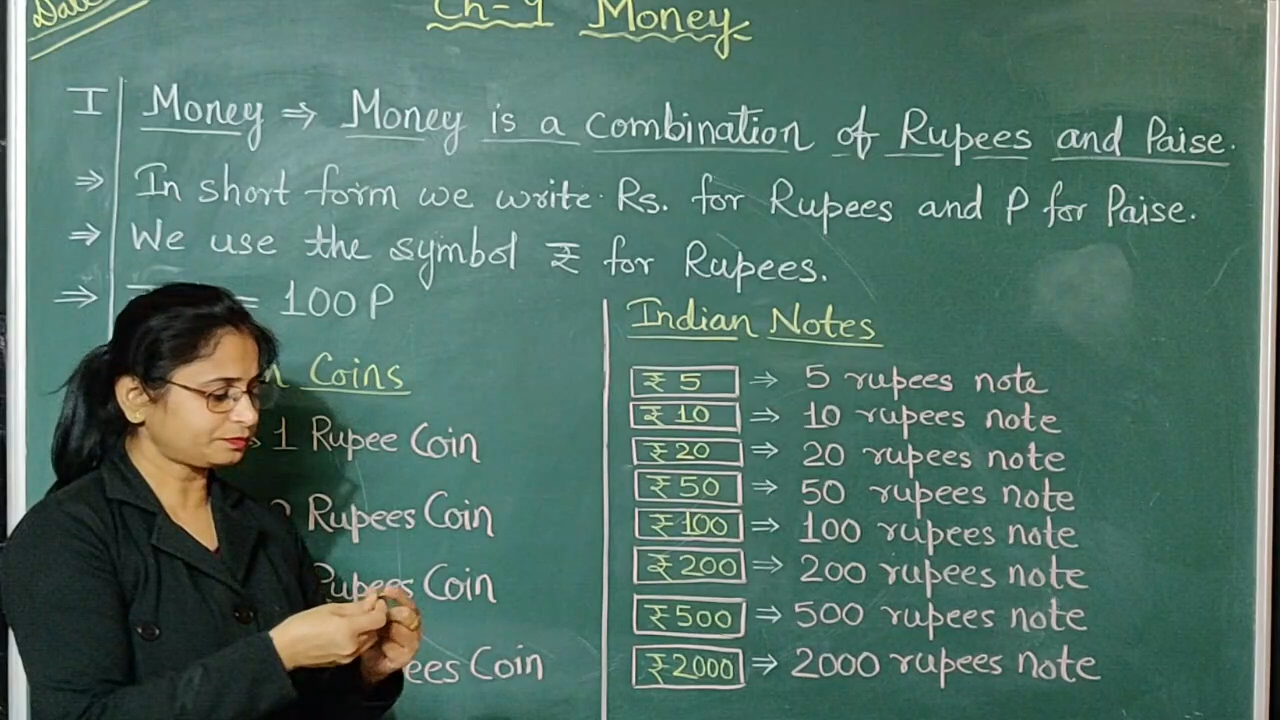 Date
Ch-1 Money
I Money ⇒ Money is a combination of Rupees and Paise.
⇒ In short form we write Rs. for Rupees and P for Paise.
⇒ We use the symbol ₹ for Rupees.
⇒ = 100 P
Coins
1 Rupee Coin
Rupees Coin
Rupees Coin
Coin
Indian Notes
₹ 5 ⇒ 5 rupees note
₹ 10 ⇒ 10 rupees note
₹ 20 ⇒ 20 rupees note
₹ 50 ⇒ 50 rupees note
₹ 100 ⇒ 100 rupees note
₹ 200 ⇒ 200 rupees note
₹ 500 ⇒ 500 rupees note
₹ 2000 ⇒ 2000 rupees note